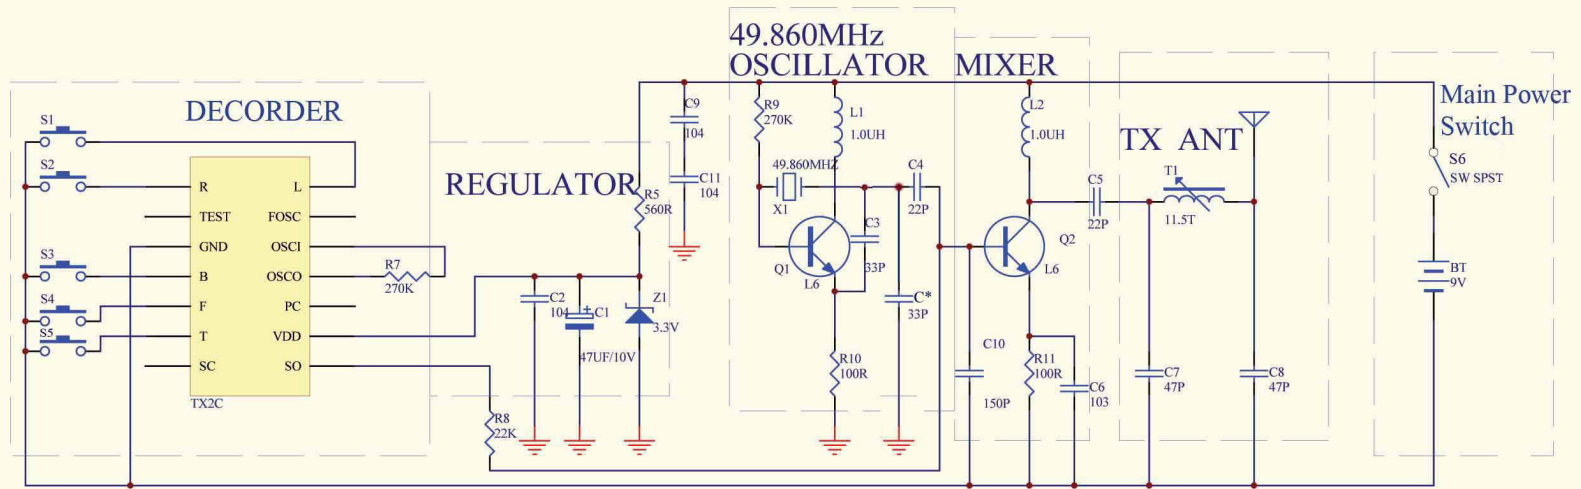 49.860MHz
OSCILLATOR
MIXER
DECORDER
REGULATOR
TX ANT
Main Power
Switch
S1
S2
S3
S4
S5
R
TEST
GND
B
F
T
SC
L
FOSC
OSCI
OSCO
PC
VDD
SO
TX2C
R7
270K
R8
22K
R5
560R
C2
104
C1
47UF/10V
Z1
3.3V
C9
104
C11
104
R9
270K
L1
1.0UH
49.860MHZ
X1
Q1
L6
C3
33P
C4
22P
C*
33P
R10
100R
L2
1.0UH
Q2
L6
C10
150P
R11
100R
C6
103
C5
22P
T1
11.5T
C7
47P
C8
47P
S6
SW SPST
BT
9V